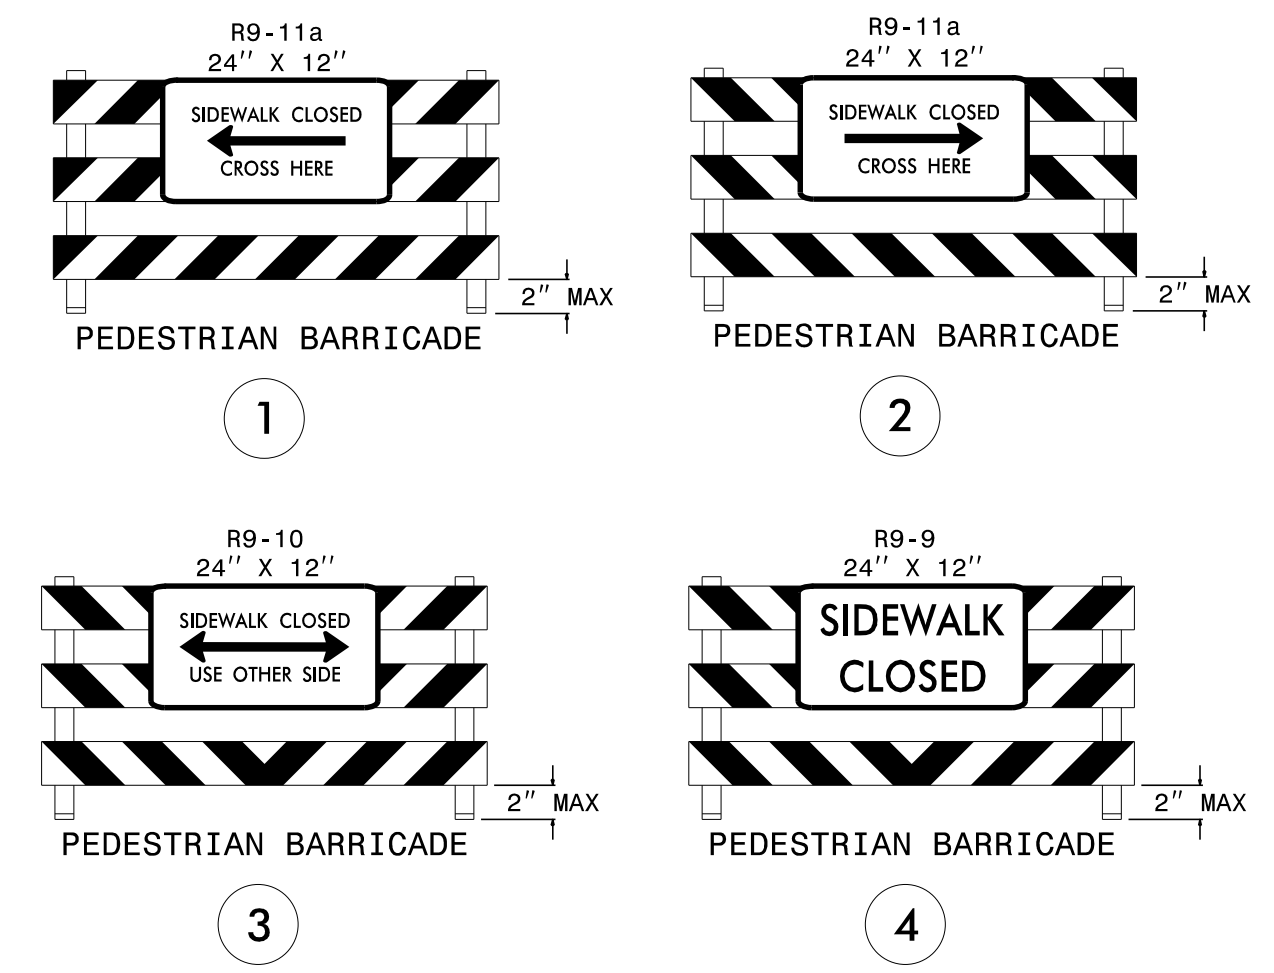 R9-11a
24'' X 12''
SIDEWALK CLOSED
CROSS HERE
2'' MAX
PEDESTRIAN BARRICADE
1
R9-11a
24'' X 12''
SIDEWALK CLOSED
CROSS HERE
2'' MAX
PEDESTRIAN BARRICADE
2
R9-10
24'' X 12''
SIDEWALK CLOSED
USE OTHER SIDE
2'' MAX
PEDESTRIAN BARRICADE
3
R9-9
24'' X 12''
SIDEWALK
CLOSED
2'' MAX
PEDESTRIAN BARRICADE
4